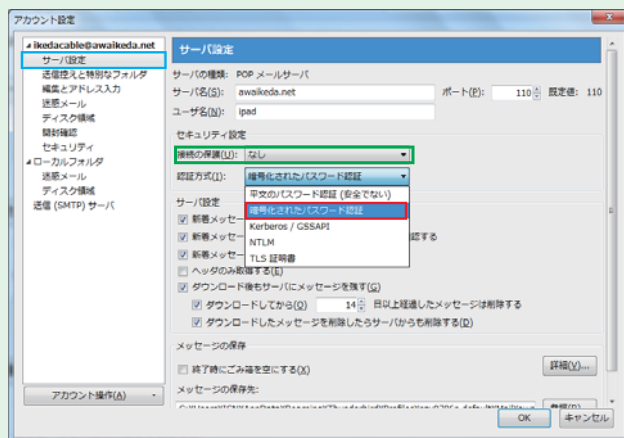 アカウント設定
ikedacable@awaikeda.net
サーバ設定
送信控えと特別なフォルダ
編集とアドレス入力
迷惑メール
ディスク領域
開封確認
セキュリティ
ローカルフォルダ
迷惑メール
ディスク領域
送信 (SMTP) サーバ
アカウント操作(A)
サーバ設定
サーバの種類: POP メールサーバ
サーバ名(S): awaikeda.net ポート(P): 110 既定値: 110
ユーザ名(N): ipad
セキュリティ設定
接続の保護(U): なし
認証方式(I): 暗号化されたパスワード認証
平文のパスワード認証 (安全でない)
暗号化されたパスワード認証
Kerberos / GSSAPI
NTLM
TLS 証明書
サーバ設定
新着メッセー
新着メッセー 認する
新着メッセー
ヘッダのみ取得する(E)
ダウンロード後もサーバにメッセージを残す(G)
ダウンロードしてから(O) 14 日以上経過したメッセージは削除する
ダウンロードしたメッセージを削除したらサーバからも削除する(D)
メッセージの保存
終了時にごみ箱を空にする(X) 詳細(V)...
メッセージの保存先:
OK キャンセル